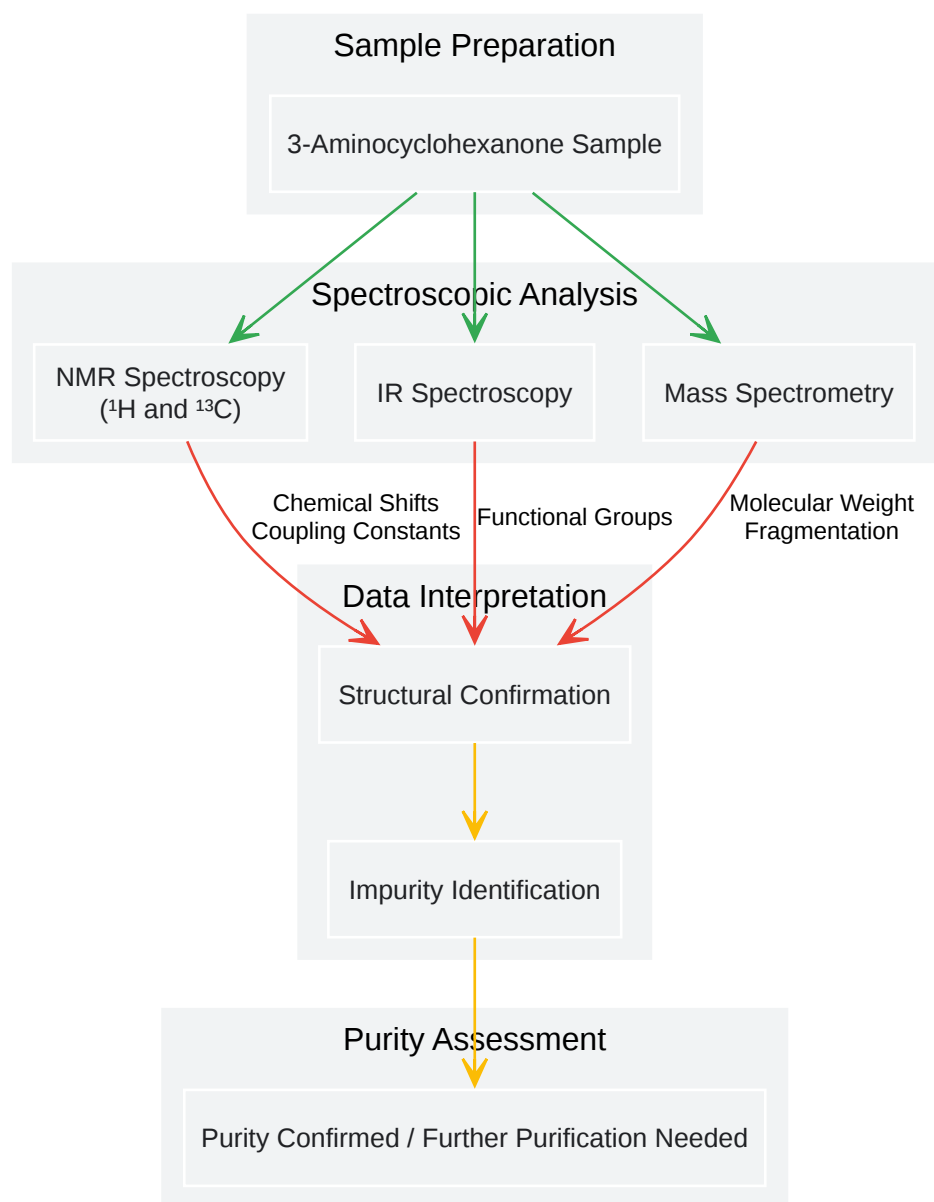 Sample Preparation
3-Aminocyclohexanone Sample
Spectroscopic Analysis
NMR Spectroscopy
(¹H and ¹³C)
IR Spectroscopy
Mass Spectrometry
Chemical Shifts
Coupling Constants
Functional Groups
Molecular Weight
Fragmentation
Data Interpretation
Structural Confirmation
Impurity Identification
Purity Assessment
Purity Confirmed / Further Purification Needed